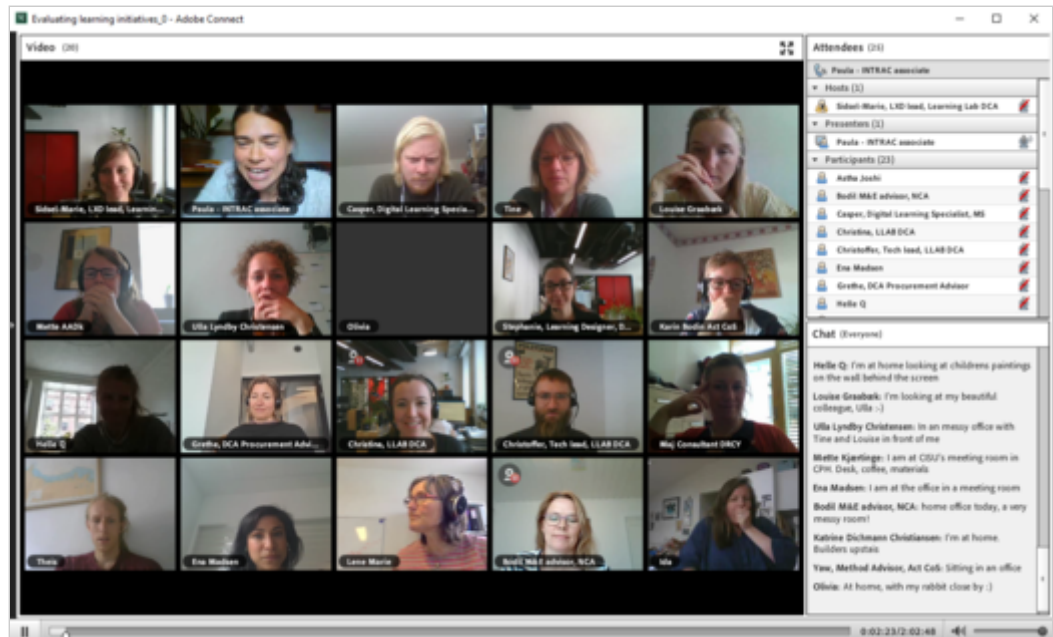 Evaluating learning initiatives_0 - Adobe Connect
Video (20)
Sidsel-Marie, LXD lead, Learnin...
Paula - INTRAC associate
Casper, Digital Learning Specia...
Tine
Louise Graabæk
Mette AADK
Ulla Lyndby Christensen
Olivia
Stephanie, Learning Designer, D...
Karin Bodin Act CoS
Helle Q
Grethe, DCA Procurement Advi...
Christina, LLAB DCA
Christoffer, Tech lead, LLAB DCA
Maj Consultant DRCY
Theis
Ena Madsen
Lene Marie
Bodil M&E advisor, NCA
Ida
Attendees (25)
Paula - INTRAC associate
Hosts (1)
Sidsel-Marie, LXD lead, Learning Lab DCA
Presenters (1)
Paula - INTRAC associate
Participants (23)
Astha Joshi
Bodil M&E advisor, NCA
Casper, Digital Learning Specialist, MS
Christina, LLAB DCA
Christoffer, Tech lead, LLAB DCA
Ena Madsen
Grethe, DCA Procurement Advisor
Helle Q
Chat (Everyone)
Helle Q: I'm at home looking at childrens paintings
on the wall behind the screen
Louise Graabæk: I'm looking at my beautiful
colleague, Ulla :-)
Ulla Lyndby Christensen: In an messy office with
Tine and Louise in front of me
Mette Kjærtinge: I am at CISU's meeting room in
CPH. Desk, coffee, materials
Ena Madsen: I am at the office in a meeting room
Bodil M&E advisor, NCA: home office today, a very
messy room!
Katrine Dichmann Christiansen: I'm at home.
Builders upstais
Yaw, Method Advisor, Act CoS: Sitting in an office
Olivia: At home, with my rabbit close by :)
0:02:23/2:02:48